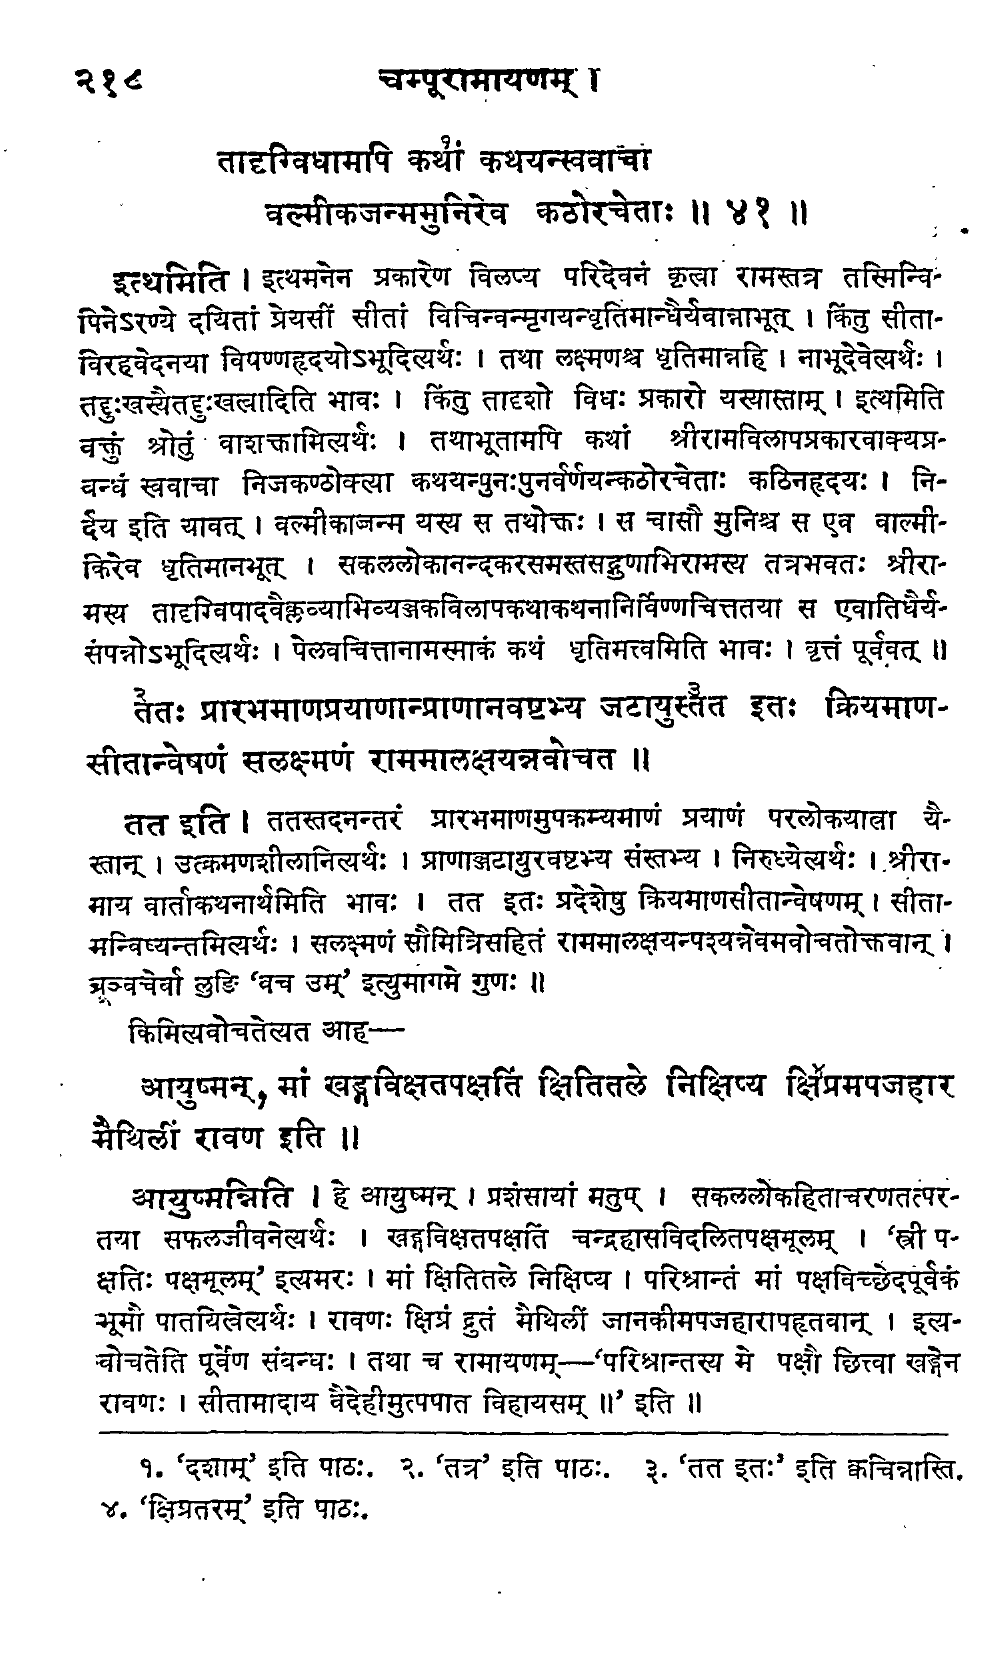 २१८ चम्पूरामायणम् ।
तादृग्विधामपि कथां१ कथयन्स्ववाचा
वल्मीकजन्ममुनिरेव कठोरचेताः ॥ ४१ ॥
इत्थमिति । इत्थमनेन प्रकारेण विलप्य परिदेवनं कृत्वा रामस्तत्र तस्मिन्वि-
पिनेऽरण्ये दयितां प्रेयसीं सीतां विचिन्वन्मृगयन्धृतिमान्धैर्यवान्नाभूत् । किंतु सीता-
विरहवेदनया विषण्णहृदयोऽभूदित्यर्थः । तथा लक्ष्मणश्च धृतिमान्नहि । नाभूदेवेत्यर्थः ।
तद्दुःखस्यैतद्दुःखत्वादिति भावः । किंतु तादृशो विधः प्रकारो यस्यास्ताम् । इत्थमिति
वक्तुं श्रोतुं वाशक्तामित्यर्थः । तथाभूतामपि कथां श्रीरामविलापप्रकारवाक्यप्र-
बन्धं स्ववाचा निजकण्ठोक्त्या कथयन्पुनःपुनर्वर्णयन्कठोरचेताः कठिनहृदयः । नि-
र्दय इति यावत् । वल्मीकाज्जन्म यस्य स तथोक्तः । स चासौ मुनिश्च स एव वाल्मी-
किरेव धृतिमानभूत् । सकललोकानन्दकरसमस्तसद्गुणाभिरामस्य तत्रभवतः श्रीरा-
मस्य तादृग्विषादवैक्लव्याभिव्यञ्जकविलापकथाकथनानिर्विण्णचित्ततया स एवातिधैर्य-
संपन्नोऽभूदित्यर्थः । पेलवचित्तानामस्माकं कथं धृतिमत्त्वमिति भावः । वृत्तं पूर्ववत् ॥
त२तः प्रारभमाणप्रयाणान्प्राणानवष्टभ्य जटायुस्त३त इतः क्रियमाण-
सीतान्वेषणं सलक्ष्मणं राममालक्षयन्नवोचत ॥
तत इति । ततस्तदनन्तरं प्रारभमाणमुपक्रम्यमाणं प्रयाणं परलोकयात्रा यै-
स्तान् । उत्क्रमणशीलानित्यर्थः । प्राणाञ्जटायुरवष्टभ्य संस्तभ्य । निरुध्येत्यर्थः । श्रीरा-
माय वार्ताकथनार्थमिति भावः । तत इतः प्रदेशेषु क्रियमाणसीतान्वेषणम् । सीता-
मन्विष्यन्तमित्यर्थः । सलक्ष्मणं सौमित्रिसहितं राममालक्षयन्पश्यन्नेवमवोचतोक्तवान् ।
ब्रूञ्वचेर्वा लुङि ‘वच उम्’ इत्युमागमे गुणः ॥
किमित्यवोचतेत्यत आह—
आयुष्मन्, मां खड्गविक्षतपक्षतिं क्षितितले निक्षिप्य क्षि४प्रमपजहार
मैथिलीं रावण इति ॥
आयुष्मन्निति । हे आयुष्मन् । प्रशंसायां मतुप् । सकललोकहिताचरणतत्पर-
तया सफलजीवनेत्यर्थः । खड्गविक्षतपक्षतिं चन्द्रहासविदलितपक्षमूलम् । ‘स्त्री प-
क्षतिः पक्षमूलम्’ इत्यमरः । मां क्षितितले निक्षिप्य । परिश्रान्तं मां पक्षविच्छेदपूर्वकं
भूमौ पातयित्वेत्यर्थः । रावणः क्षिप्रं द्रुतं मैथिलीं जानकीमपजहारापहृतवान् । इत्य-
वोचतेति पूर्वेण संबन्धः । तथा च रामायणम्—‘परिश्रान्तस्य मे पक्षौ छित्त्वा खड्गेन
रावणः । सीतामादाय वैदेहीमुत्पपात विहायसम् ॥’ इति ॥
१. ‘दशाम्’ इति पाठः. २. ‘तत्र’ इति पाठः. ३. ‘तत इतः’ इति क्वचिन्नास्ति.
४. ‘क्षिप्रतरम्’ इति पाठः.